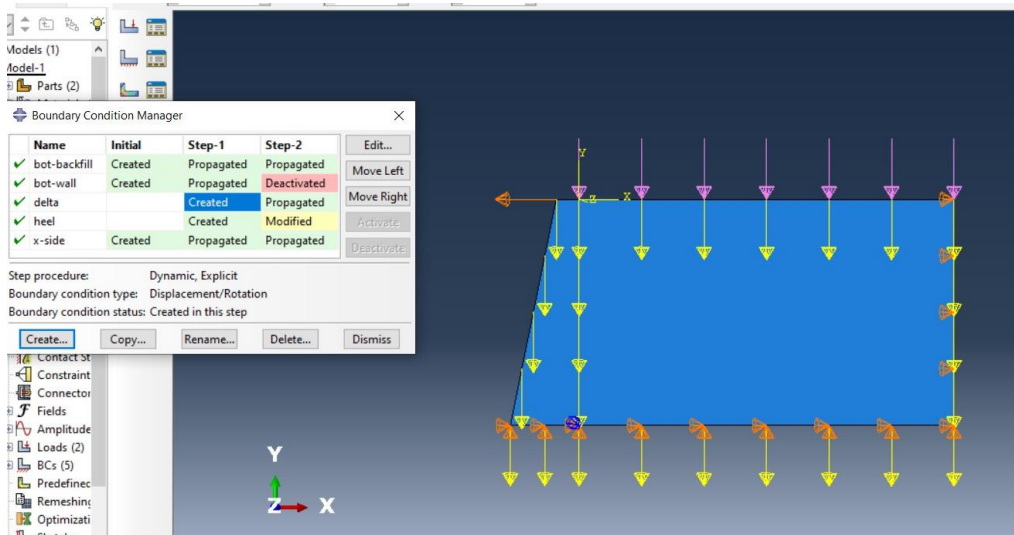 Models (1)
Model-1
Parts (2)
Boundary Condition Manager
Name Initial Step-1 Step-2 Edit...
bot-backfill Created Propagated Propagated Move Left
bot-wall Created Propagated Deactivated
delta Created Propagated Move Right
heel Created Modified Activate
x-side Created Propagated Propagated Deactivate
Step procedure: Dynamic, Explicit
Boundary condition type: Displacement/Rotation
Boundary condition status: Created in this step
Create... Copy... Rename... Delete... Dismiss
Contact St
Constraint
Connector
Fields
Amplitude
Loads (2)
BCs (5)
Predefined
Remeshing
Optimizati
Y
Z X
Y
Z X